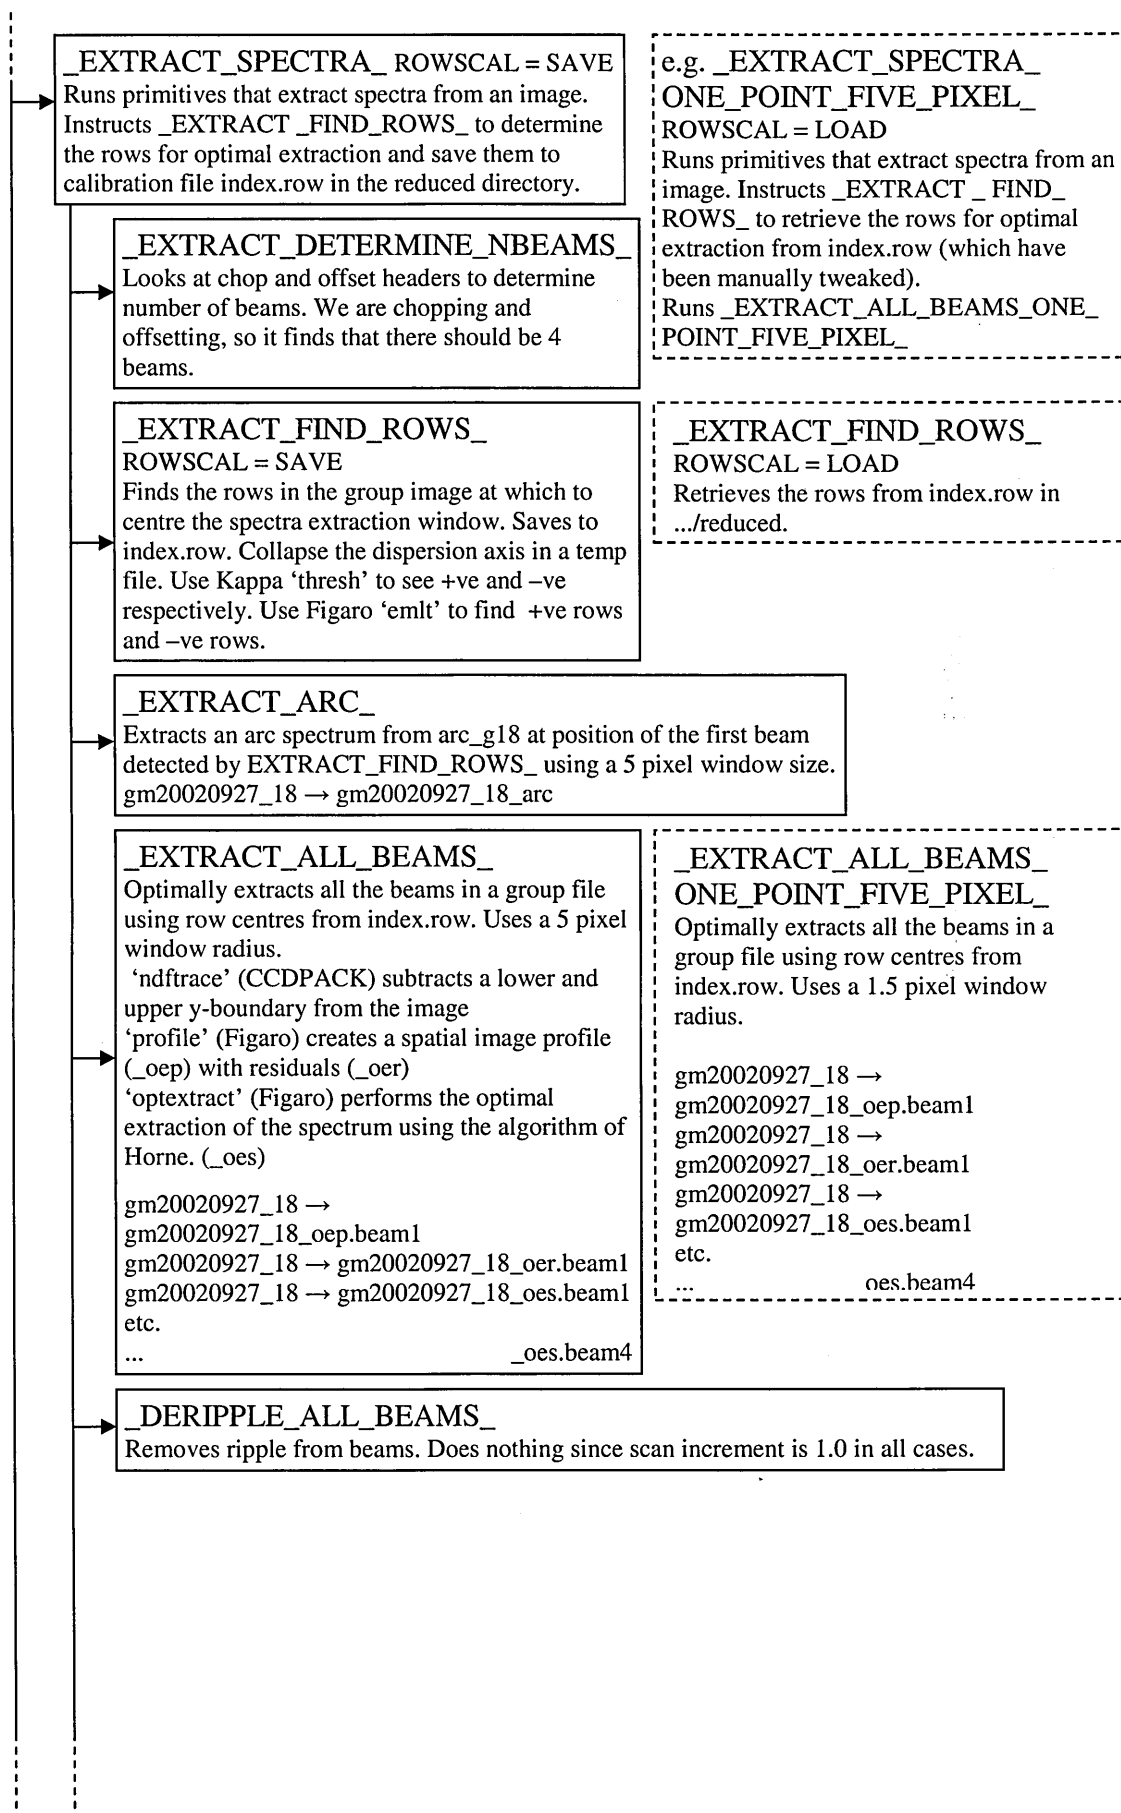 _EXTRACT_SPECTRA_ ROWSCAL = SAVE
Runs primitives that extract spectra from an image.
Instructs _EXTRACT _FIND_ROWS_ to determine
the rows for optimal extraction and save them to
calibration file index.row in the reduced directory.
e.g. _EXTRACT_SPECTRA_
ONE_POINT_FIVE_PIXEL_
ROWSCAL = LOAD
Runs primitives that extract spectra from an
image. Instructs _EXTRACT _ FIND_
ROWS_ to retrieve the rows for optimal
extraction from index.row (which have
been manually tweaked).
Runs _EXTRACT_ALL_BEAMS_ONE_
POINT_FIVE_PIXEL_
_EXTRACT_DETERMINE_NBEAMS_
Looks at chop and offset headers to determine
number of beams. We are chopping and
offsetting, so it finds that there should be 4
beams.
_EXTRACT_FIND_ROWS_
ROWSCAL = SAVE
Finds the rows in the group image at which to
centre the spectra extraction window. Saves to
index.row. Collapse the dispersion axis in a temp
file. Use Kappa ‘thresh’ to see +ve and –ve
respectively. Use Figaro ‘emlt’ to find +ve rows
and –ve rows.
_EXTRACT_FIND_ROWS_
ROWSCAL = LOAD
Retrieves the rows from index.row in
.../reduced.
_EXTRACT_ARC_
Extracts an arc spectrum from arc_g18 at position of the first beam
detected by EXTRACT_FIND_ROWS_ using a 5 pixel window size.
gm20020927_18 → gm20020927_18_arc
_EXTRACT_ALL_BEAMS_
Optimally extracts all the beams in a group file
using row centres from index.row. Uses a 5 pixel
window radius.
‘ndftrace’ (CCDPACK) subtracts a lower and
upper y-boundary from the image
‘profile’ (Figaro) creates a spatial image profile
(_oep) with residuals (_oer)
‘optextract’ (Figaro) performs the optimal
extraction of the spectrum using the algorithm of
Horne. (_oes)
gm20020927_18 →
gm20020927_18_oep.beam1
gm20020927_18 → gm20020927_18_oer.beam1
gm20020927_18 → gm20020927_18_oes.beam1
etc.
... _oes.beam4
_EXTRACT_ALL_BEAMS_
ONE_POINT_FIVE_PIXEL_
Optimally extracts all the beams in a
group file using row centres from
index.row. Uses a 1.5 pixel window
radius.
gm20020927_18 →
gm20020927_18_oep.beam1
gm20020927_18 →
gm20020927_18_oer.beam1
gm20020927_18 →
gm20020927_18_oes.beam1
etc.
... oes.beam4
_DERIPPLE_ALL_BEAMS_
Removes ripple from beams. Does nothing since scan increment is 1.0 in all cases.